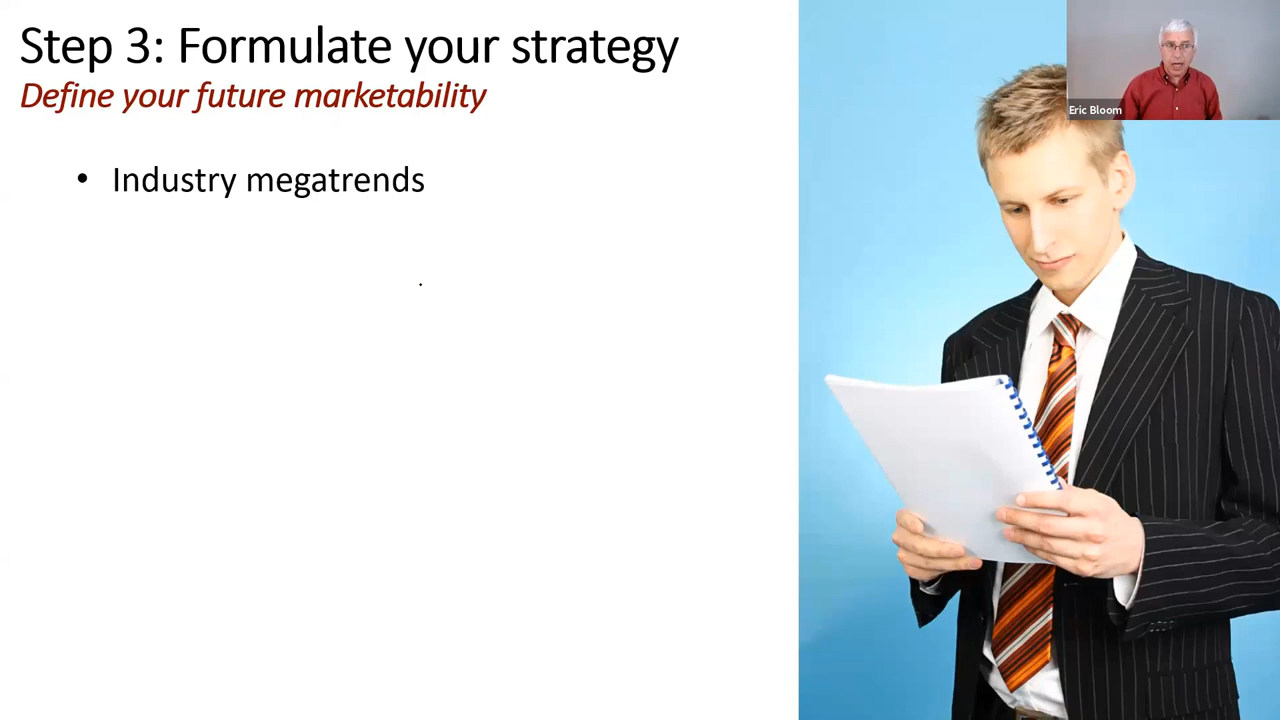 Step 3: Formulate your strategy
Define your future marketability
• Industry megatrends
Eric Bloom